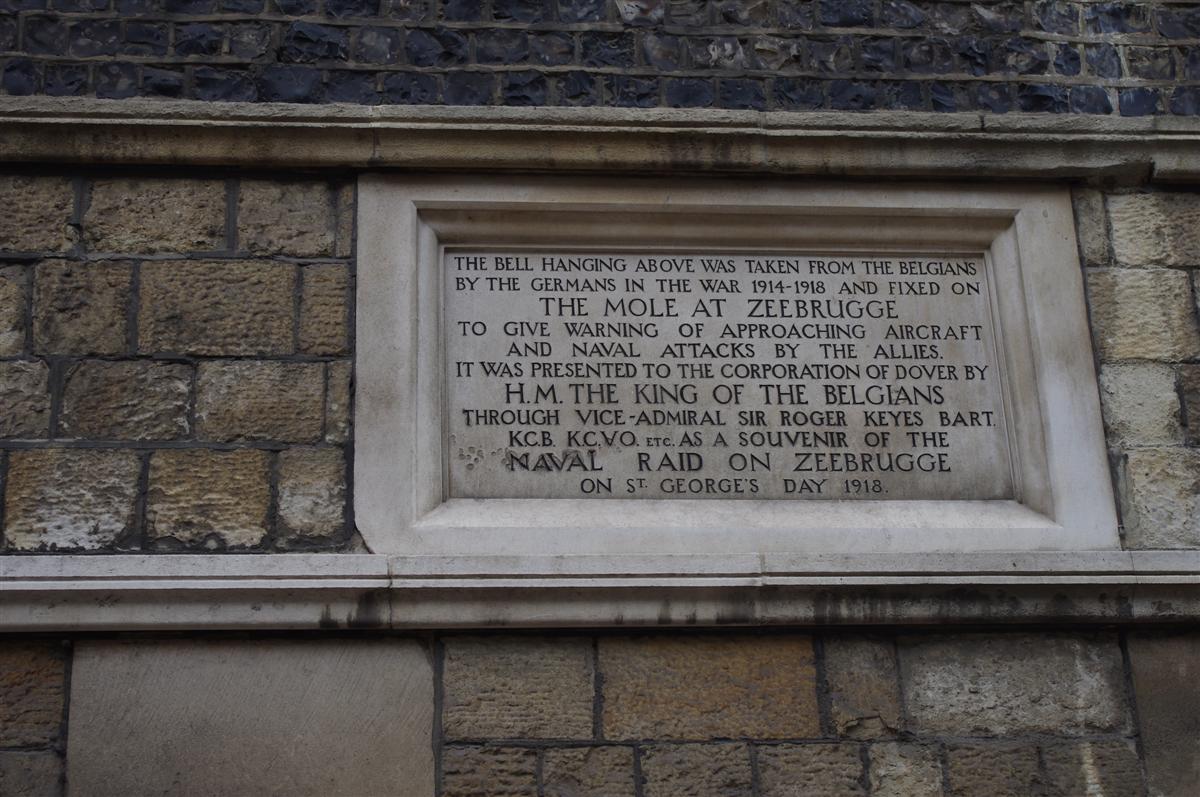 THE BELL HANGING ABOVE WAS TAKEN FROM THE BELGIANS
BY THE GERMANS IN THE WAR 1914-1918 AND FIXED ON
THE MOLE AT ZEEBRUGGE
TO GIVE WARNING OF APPROACHING AIRCRAFT
AND NAVAL ATTACKS BY THE ALLIES.
IT WAS PRESENTED TO THE CORPORATION OF DOVER BY
H.M. THE KING OF THE BELGIANS
THROUGH VICE-ADMIRAL SIR ROGER KEYES BART.
K.C.B. K.C.V.O. ETC. AS A SOUVENIR OF THE
NAVAL RAID ON ZEEBRUGGE
ON ST. GEORGE'S DAY 1918.